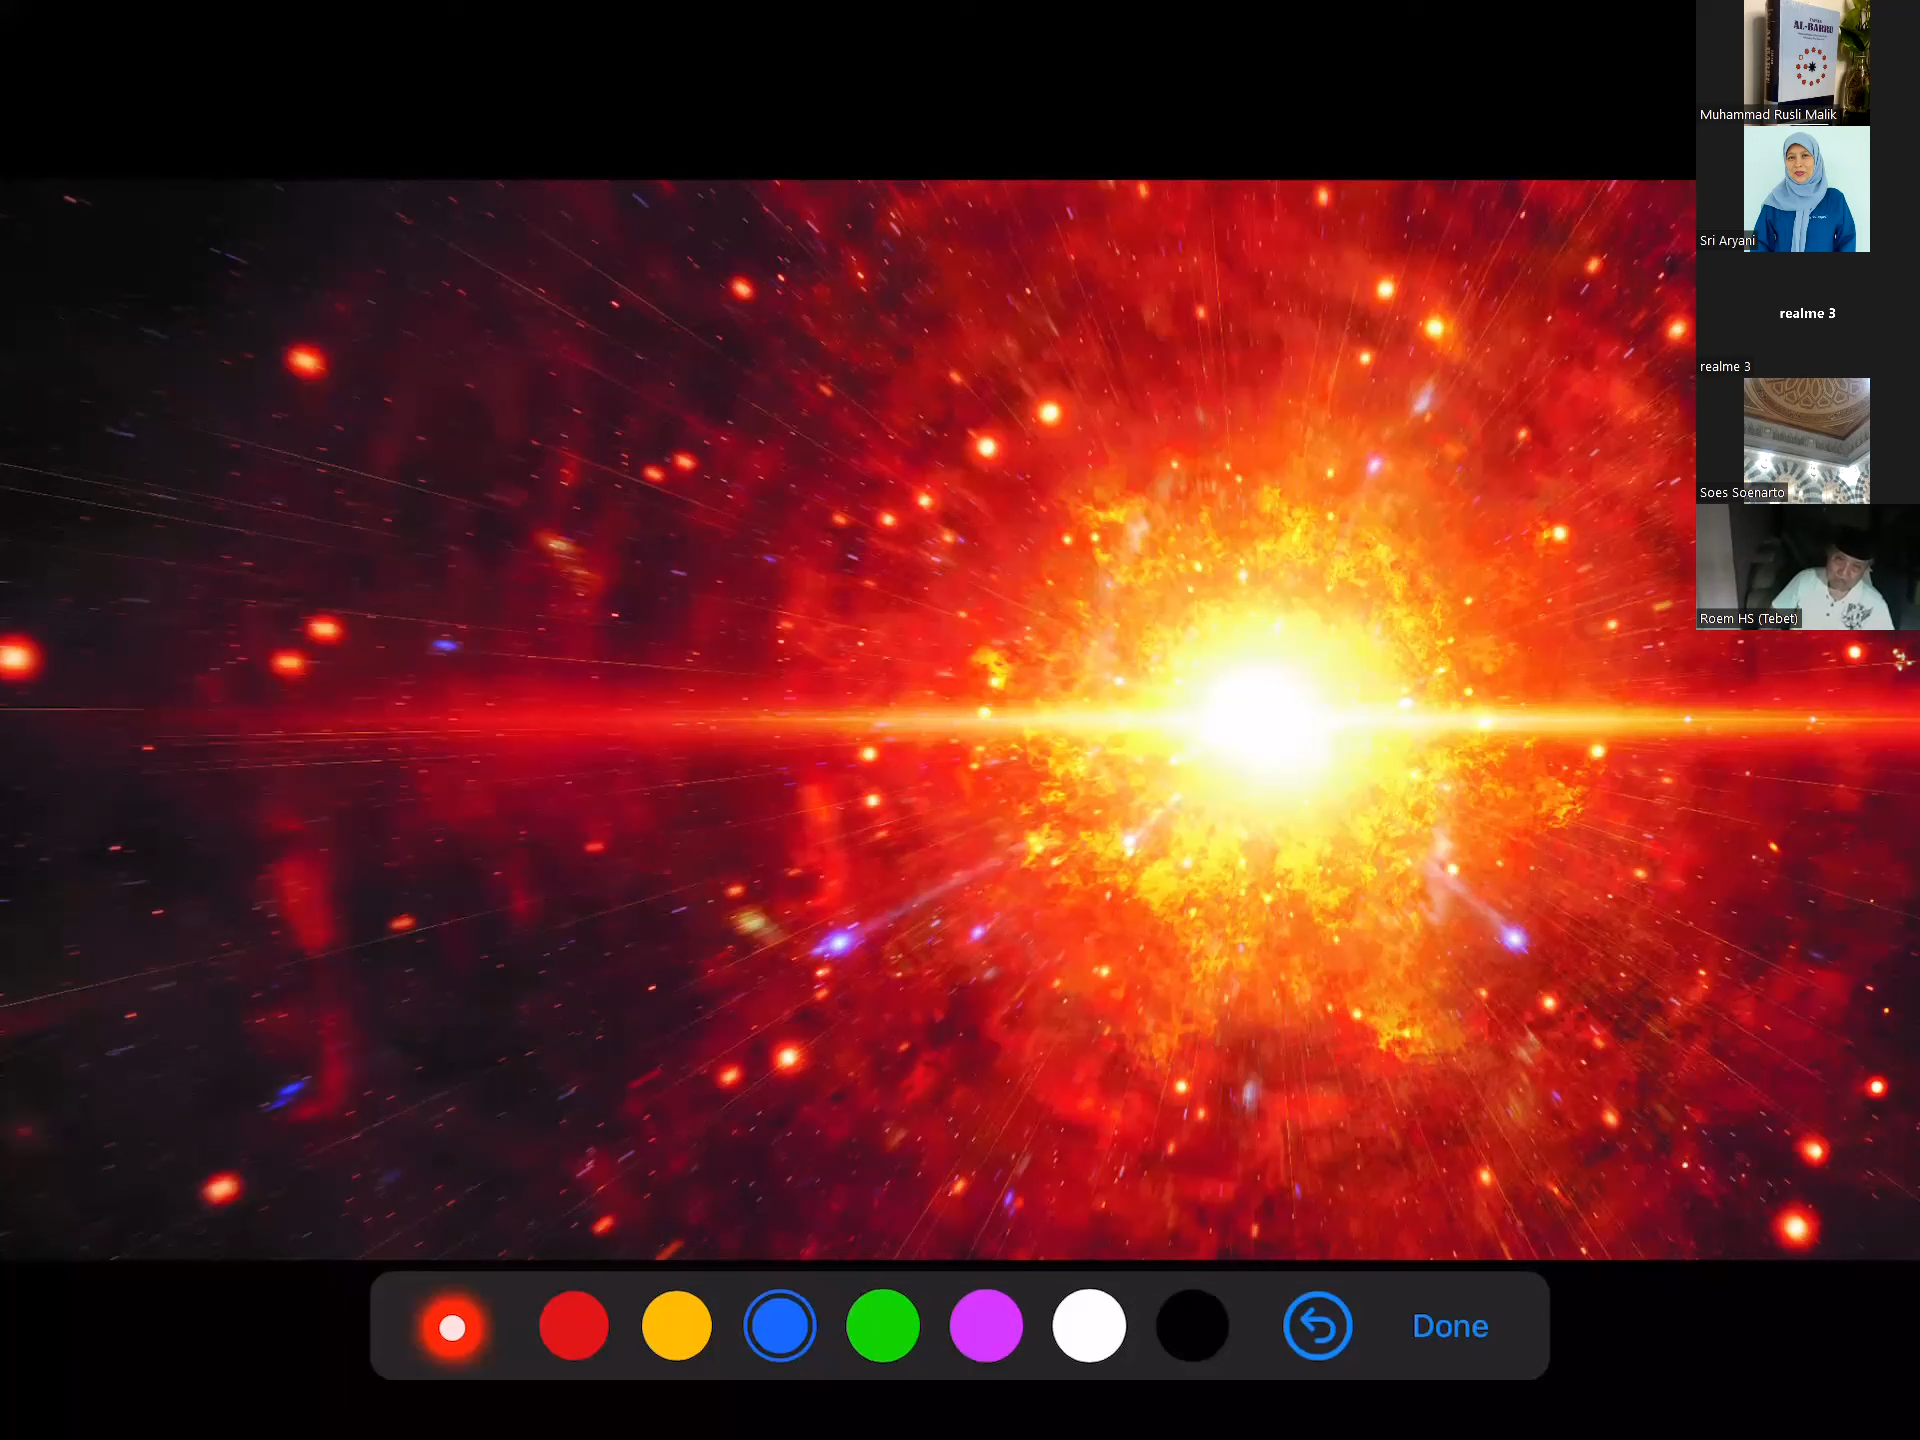 AL-BARRU
Muhammad Rusli Malik
Sri Aryani
realme 3
realme 3
Soes Soenarto
Roem HS (Tebet)
Done